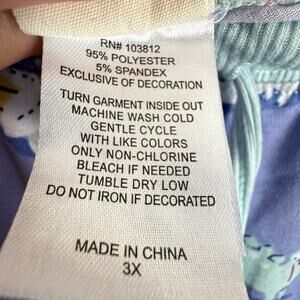 RN# 103812
95% POLYESTER
5% SPANDEX
EXCLUSIVE OF DECORATION
TURN GARMENT INSIDE OUT
MACHINE WASH COLD
GENTLE CYCLE
WITH LIKE COLORS
ONLY NON-CHLORINE
BLEACH IF NEEDED
TUMBLE DRY LOW
DO NOT IRON IF DECORATED
MADE IN CHINA
3X